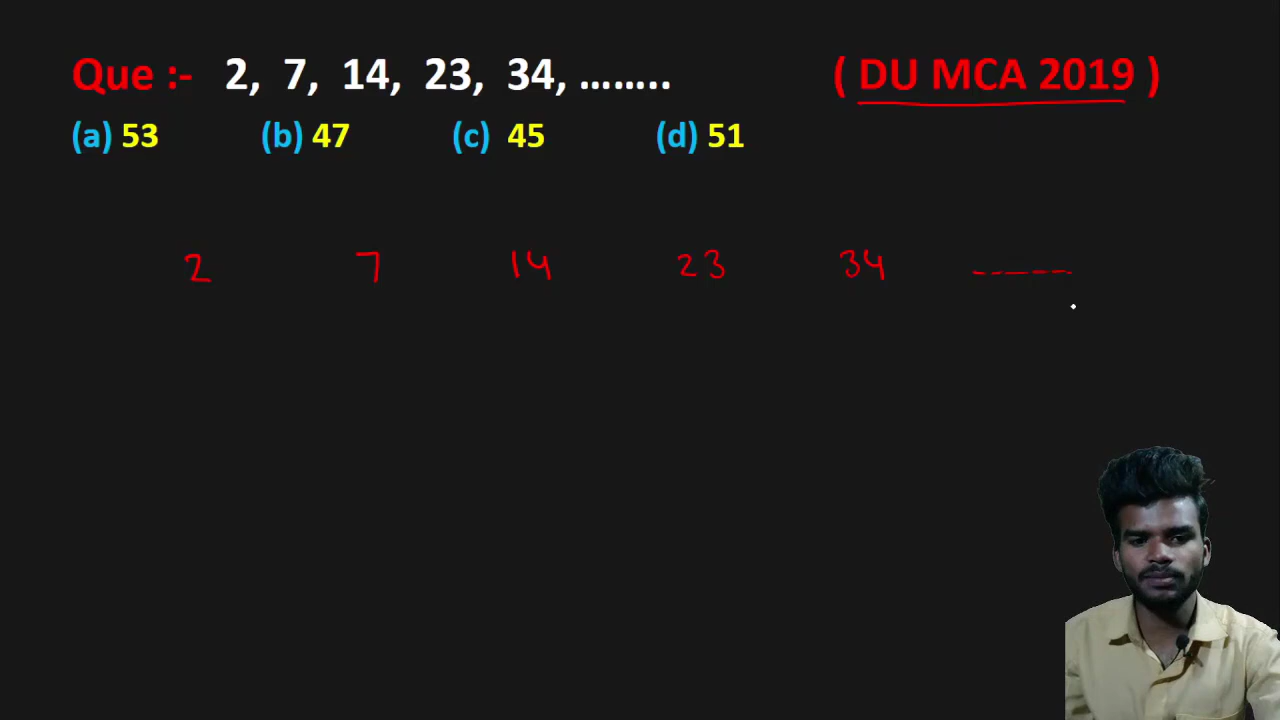 Que :- 2, 7, 14, 23, 34, ........ ( DU MCA 2019 )
(a) 53 (b) 47 (c) 45 (d) 51
2 7 14 23 34 ------